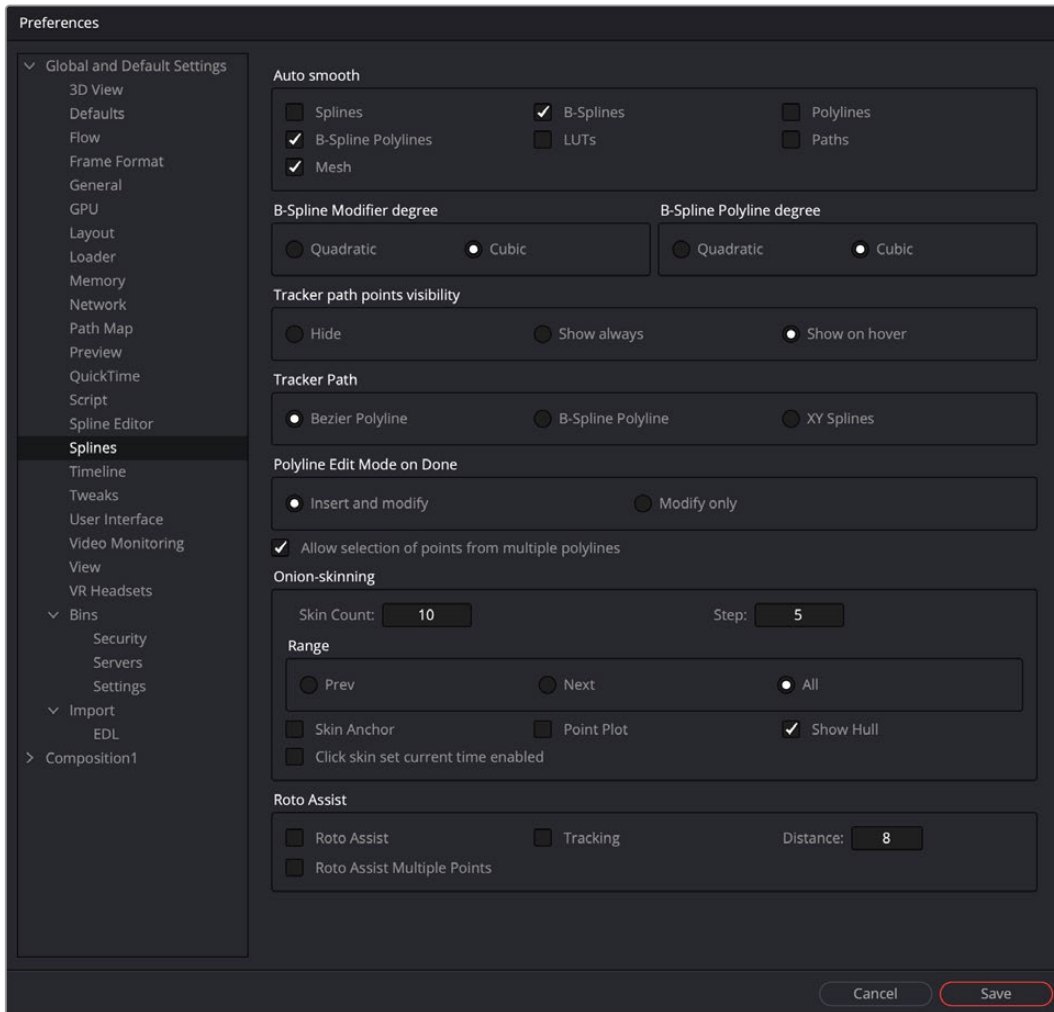 Preferences
Global and Default Settings
3D View
Defaults
Flow
Frame Format
General
GPU
Layout
Loader
Memory
Network
Path Map
Preview
QuickTime
Script
Spline Editor
Splines
Timeline
Tweaks
User Interface
Video Monitoring
View
VR Headsets
Bins
Security
Servers
Settings
Import
EDL
Composition1
Auto smooth
Splines B-Splines Polylines
B-Spline Polylines LUTs Paths
Mesh
B-Spline Modifier degree B-Spline Polyline degree
Quadratic Cubic Quadratic Cubic
Tracker path points visibility
Hide Show always Show on hover
Tracker Path
Bezier Polyline B-Spline Polyline XY Splines
Polyline Edit Mode on Done
Insert and modify Modify only
Allow selection of points from multiple polylines
Onion-skinning
Skin Count: 10 Step: 5
Range
Prev Next All
Skin Anchor Point Plot Show Hull
Click skin set current time enabled
Roto Assist
Roto Assist Tracking Distance: 8
Roto Assist Multiple Points
Cancel Save